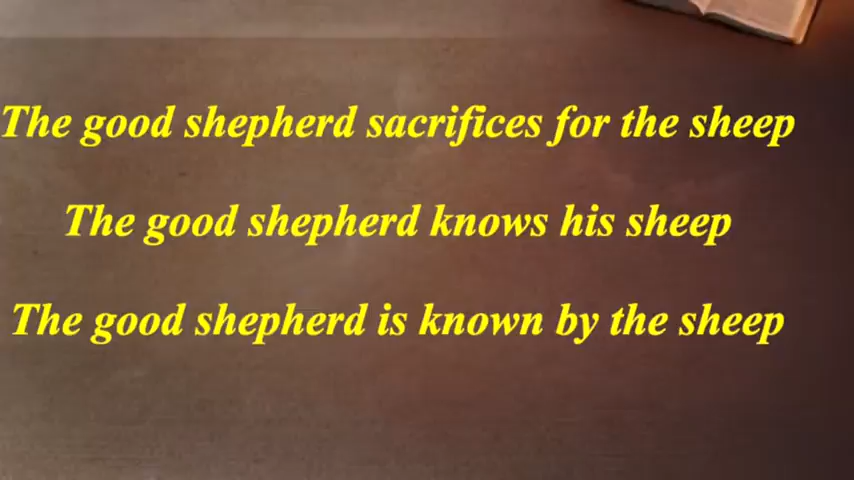 The good shepherd sacrifices for the sheep
The good shepherd knows his sheep
The good shepherd is known by the sheep